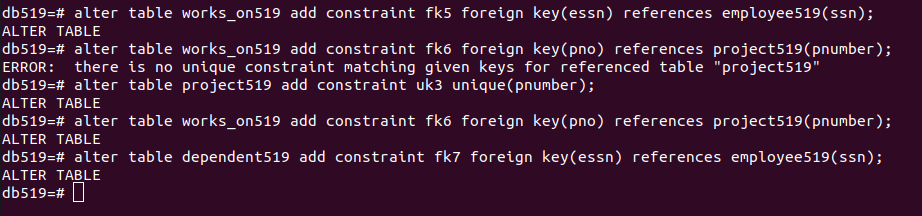 db519=# alter table works_on519 add constraint fk5 foreign key(essn) references employee519(ssn);
ALTER TABLE
db519=# alter table works_on519 add constraint fk6 foreign key(pno) references project519(pnumber);
ERROR:  there is no unique constraint matching given keys for referenced table "project519"
db519=# alter table project519 add constraint uk3 unique(pnumber);
ALTER TABLE
db519=# alter table works_on519 add constraint fk6 foreign key(pno) references project519(pnumber);
ALTER TABLE
db519=# alter table dependent519 add constraint fk7 foreign key(essn) references employee519(ssn);
ALTER TABLE
db519=#